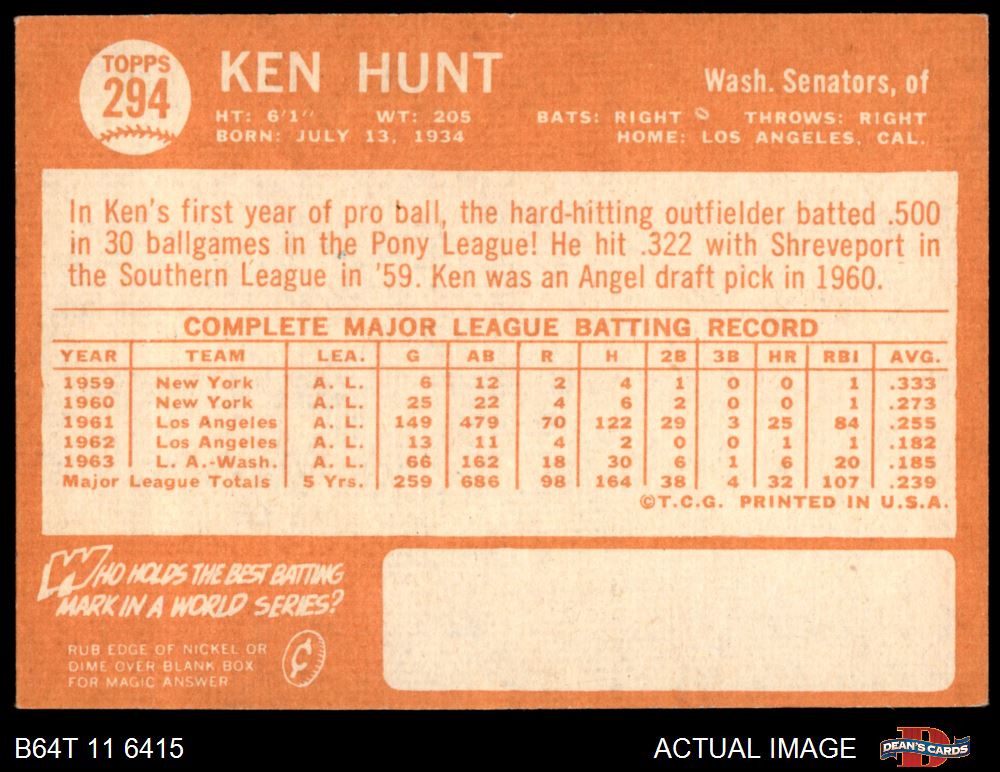 TOPPS
294
KEN HUNT
Wash. Senators, of
HT: 6'1" WT: 205 BATS: RIGHT THROWS: RIGHT
BORN: JULY 13, 1934 HOME: LOS ANGELES, CAL.
In Ken's first year of pro ball, the hard-hitting outfielder batted .500
in 30 ballgames in the Pony League! He hit .322 with Shreveport in
the Southern League in '59. Ken was an Angel draft pick in 1960.
COMPLETE MAJOR LEAGUE BATTING RECORD
YEAR TEAM LEA. G AB R H 2B 3B HR RBI AVG.
1959 New York A. L. 6 12 2 4 1 0 0 1 .333
1960 New York A. L. 25 22 4 6 2 0 0 1 .273
1961 Los Angeles A. L. 149 479 70 122 29 3 25 84 .255
1962 Los Angeles A. L. 13 11 4 2 0 0 1 1 .182
1963 L. A.-Wash. A. L. 66 162 18 30 6 1 6 20 .185
Major League Totals 5 Yrs. 259 686 98 164 38 4 32 107 .239
©T.C.G. PRINTED IN U.S.A.
WHO HOLDS THE BEST BATTING
MARK IN A WORLD SERIES?
RUB EDGE OF NICKEL OR
DIME OVER BLANK BOX
FOR MAGIC ANSWER
¢
B64T 11 6415 ACTUAL IMAGE
D
DEAN'S CARDS